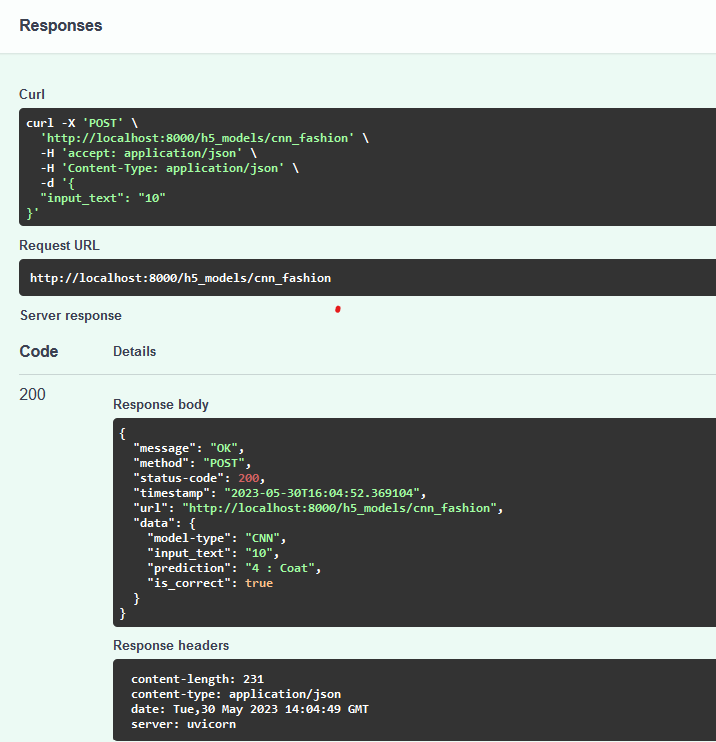 Responses
Curl
curl -X 'POST' \
  'http://localhost:8000/h5_models/cnn_fashion' \
  -H 'accept: application/json' \
  -H 'Content-Type: application/json' \
  -d '{
  "input_text": "10"
}'
Request URL
http://localhost:8000/h5_models/cnn_fashion
Server response
Code Details
200
Response body
{
  "message": "OK",
  "method": "POST",
  "status-code": 200,
  "timestamp": "2023-05-30T16:04:52.369104",
  "url": "http://localhost:8000/h5_models/cnn_fashion",
  "data": {
    "model-type": "CNN",
    "input_text": "10",
    "prediction": "4 : Coat",
    "is_correct": true
  }
}
Response headers
content-length: 231
content-type: application/json
date: Tue,30 May 2023 14:04:49 GMT
server: uvicorn